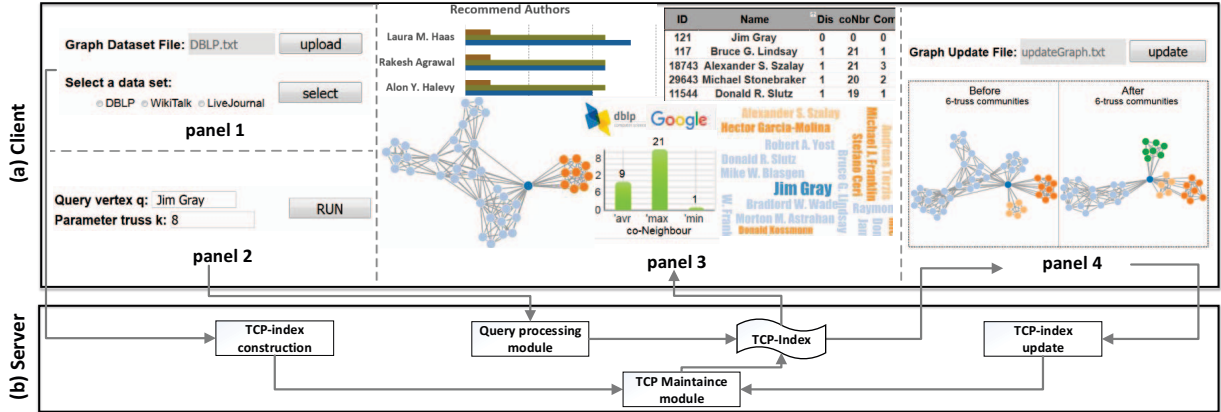 (a) Client
Graph Dataset File: DBLP.txt upload
Select a data set:
DBLP WikiTalk LiveJournal select
panel 1
Query vertex q: Jim Gray
Parameter truss k: 8
RUN
panel 2
Recommend Authors
Laura M. Haas
Rakesh Agrawal
Alon Y. Halevy
ID Name Dis coNbr Com
121 Jim Gray 0 0 0
117 Bruce G. Lindsay 1 21 1
18743 Alexander S. Szalay 1 21 3
29643 Michael Stonebraker 1 20 2
11544 Donald R. Slutz 1 19 1
dblp
Google
21
9
1
8
6
0
'avr 'max 'min
co-Neighbour
Alexander S. Szalay
Hector Garcia-Molina
Robert A. Yost
Donald R. Slutz
Mike W. Blasgen
Jim Gray
Bradford W. Wade
Morton M. Astrahan
Donald Kossmann
W. Frank
Bruce G. Lindsay
Stefano Ceri
Michael J. Franklin
Andreas Terzis
Raymon
panel 3
Graph Update File: updateGraph.txt update
Before
6-truss communities
After
6-truss communities
panel 4
(b) Server
TCP-index
construction
Query processing
module
TCP-Index
TCP-index
update
TCP Maintaince
module